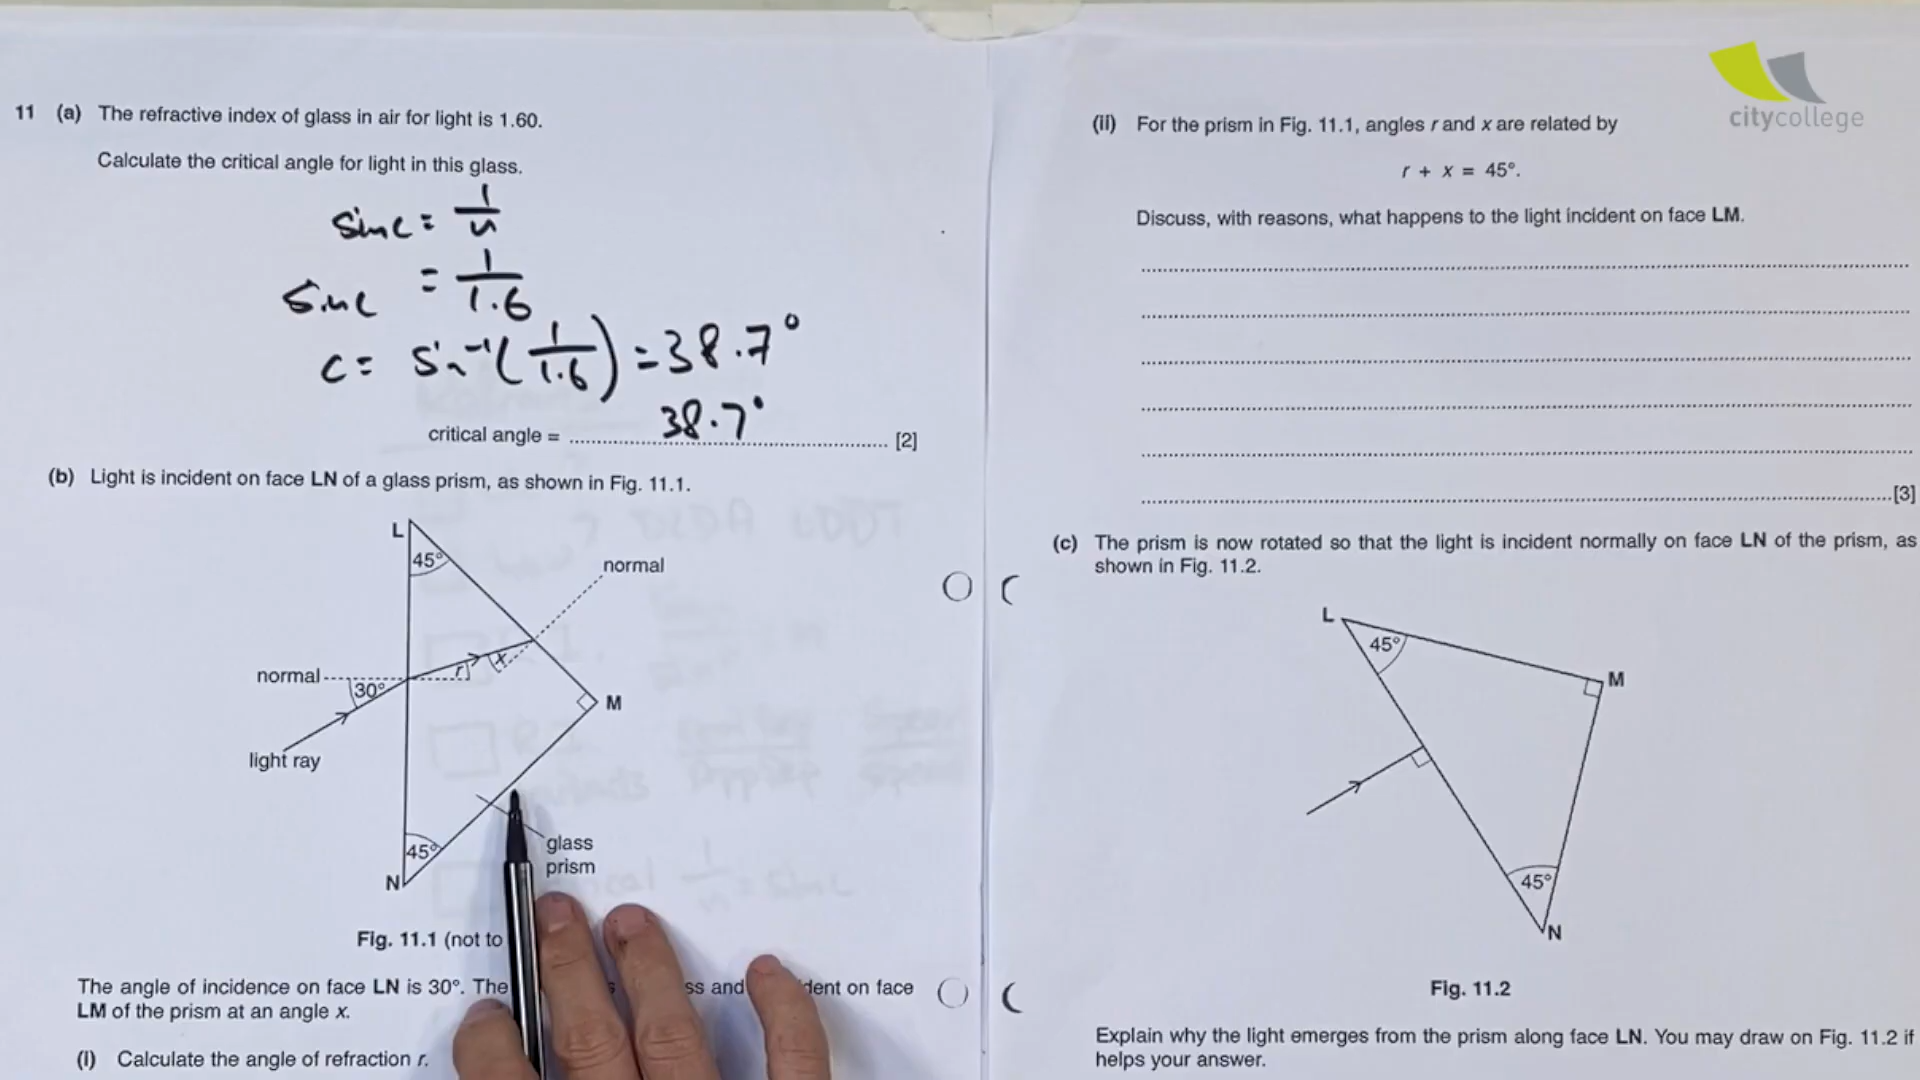 citycollege
11 (a) The refractive index of glass in air for light is 1.60.
Calculate the critical angle for light in this glass.
sinc = 1/n
sinc = 1/1.6
c = sin⁻¹(1/1.6) = 38.7°
38.7°
critical angle = ........................ [2]
(b) Light is incident on face LN of a glass prism, as shown in Fig. 11.1.
L
45°
normal
normal
30°
r
x
M
light ray
glass
prism
45°
N
Fig. 11.1 (not to
The angle of incidence on face LN is 30°. The ss and dent on face
LM of the prism at an angle x.
(i) Calculate the angle of refraction r.
(ii) For the prism in Fig. 11.1, angles r and x are related by
r + x = 45°.
Discuss, with reasons, what happens to the light incident on face LM.
[3]
(c) The prism is now rotated so that the light is incident normally on face LN of the prism, as
shown in Fig. 11.2.
L
45°
M
45°
N
Fig. 11.2
Explain why the light emerges from the prism along face LN. You may draw on Fig. 11.2 if
helps your answer.